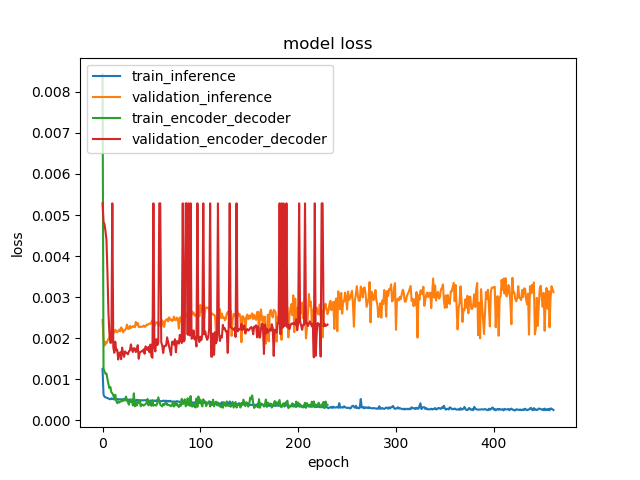 model loss
train_inference
validation_inference
train_encoder_decoder
validation_encoder_decoder
0.008
0.007
0.006
0.005
0.004
0.003
0.002
0.001
0.000
loss
0 100 200 300 400
epoch